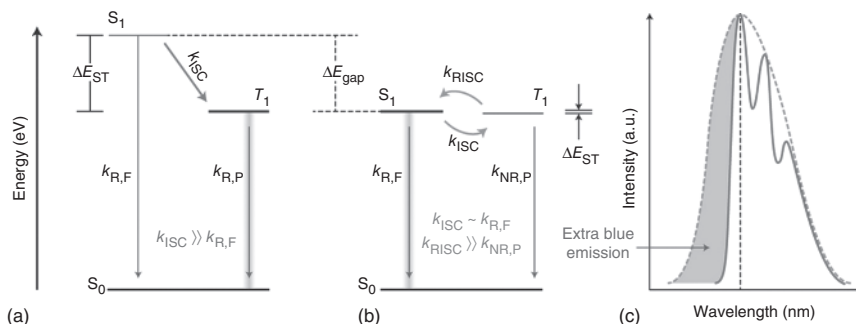 Energy (eV)
S1
ΔEST
kISC
T1
kR,F
kR,P
kISC ≫ kR,F
S0
(a)
ΔEgap
S1
kRISC
T1
kISC
ΔEST
kR,F
kNR,P
kISC ~ kR,F
kRISC ≫ kNR,P
S0
(b)
Intensity (a.u.)
Extra blue
emission
Wavelength (nm)
(c)